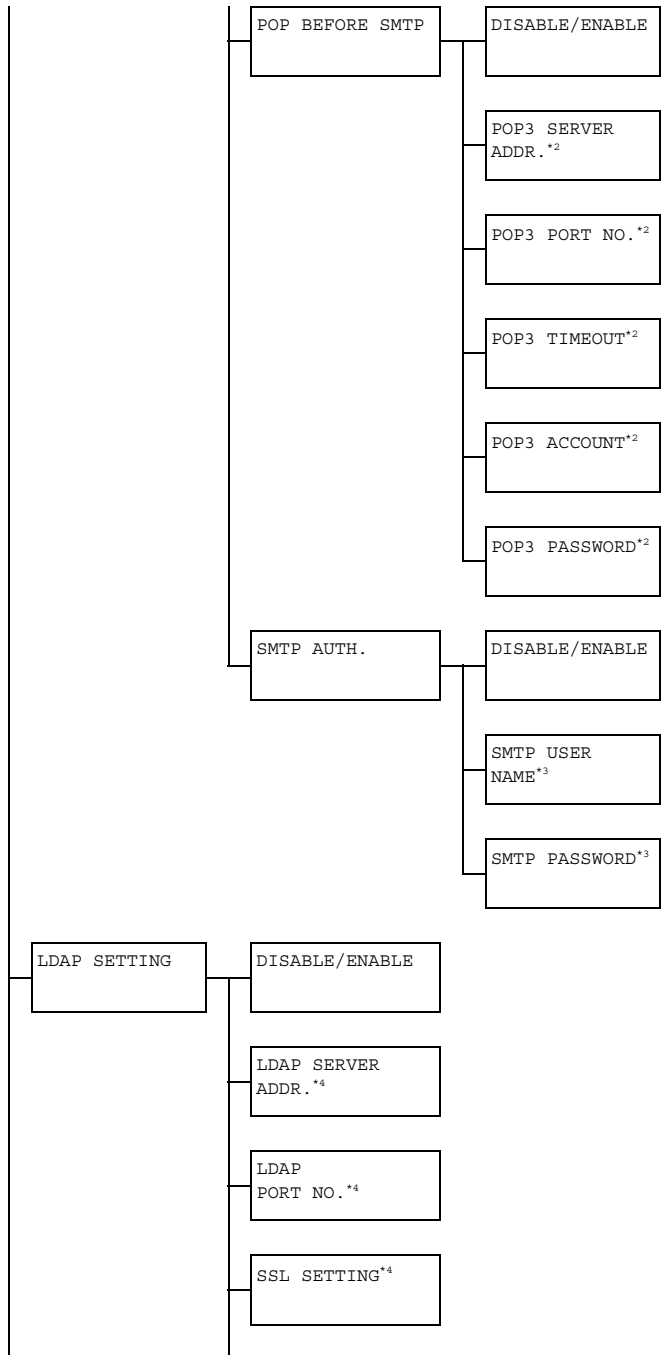 POP BEFORE SMTP
DISABLE/ENABLE
POP3 SERVER
ADDR.*2
POP3 PORT NO.*2
POP3 TIMEOUT*2
POP3 ACCOUNT*2
POP3 PASSWORD*2
SMTP AUTH.
DISABLE/ENABLE
SMTP USER
NAME*3
SMTP PASSWORD*3
LDAP SETTING
DISABLE/ENABLE
LDAP SERVER
ADDR.*4
LDAP
PORT NO.*4
SSL SETTING*4